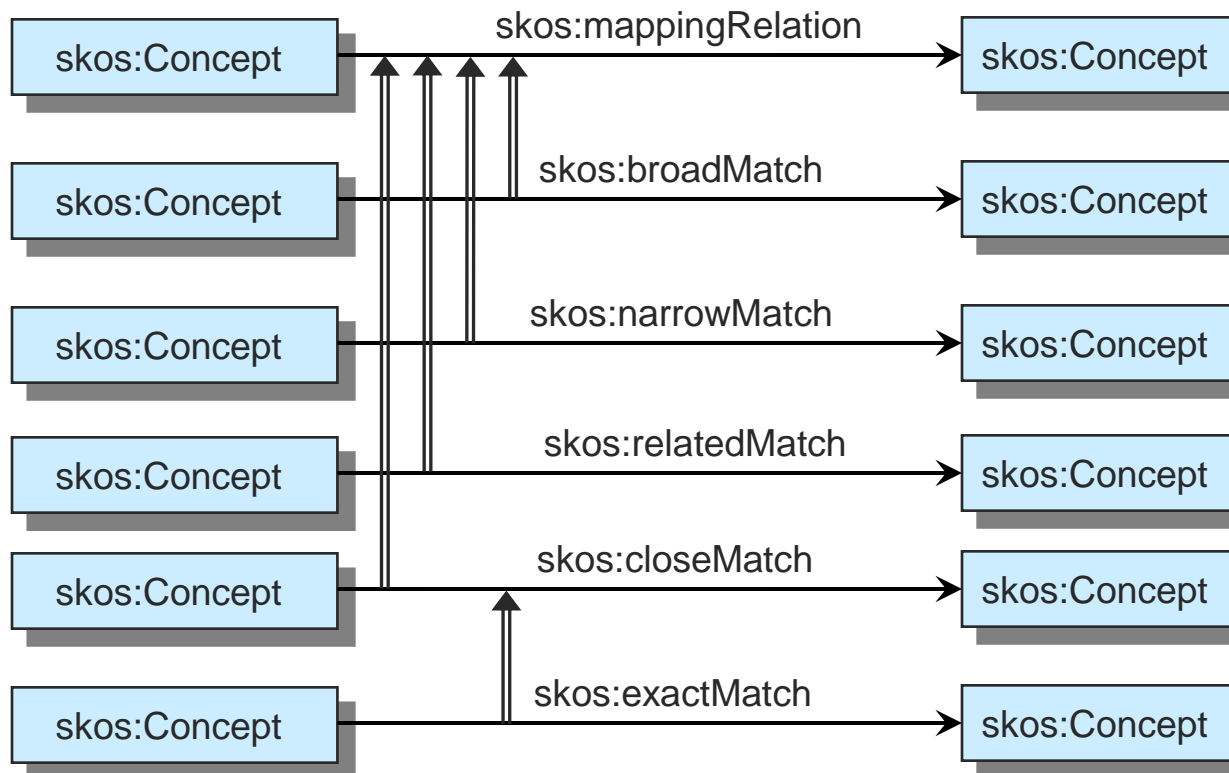 skos:Concept
skos:mappingRelation
skos:Concept
skos:Concept
skos:broadMatch
skos:Concept
skos:Concept
skos:narrowMatch
skos:Concept
skos:Concept
skos:relatedMatch
skos:Concept
skos:Concept
skos:closeMatch
skos:Concept
skos:Concept
skos:exactMatch
skos:Concept